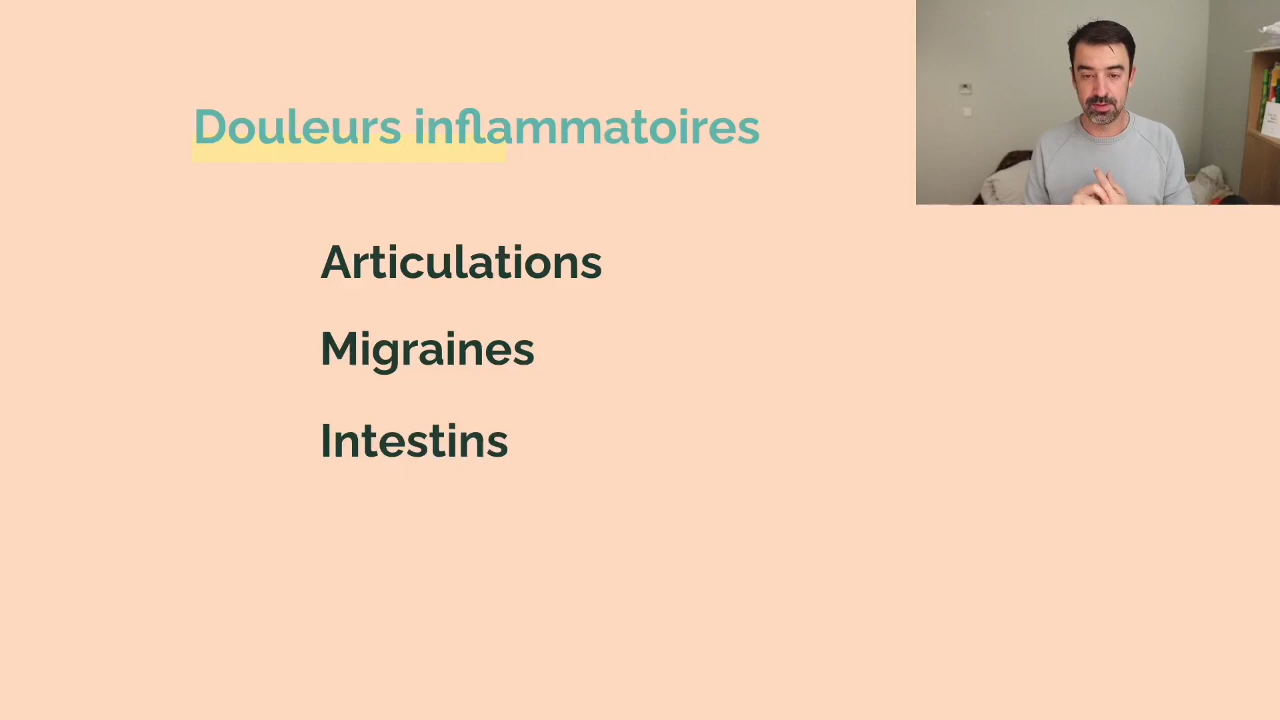 Douleurs inflammatoires
Articulations
Migraines
Intestins